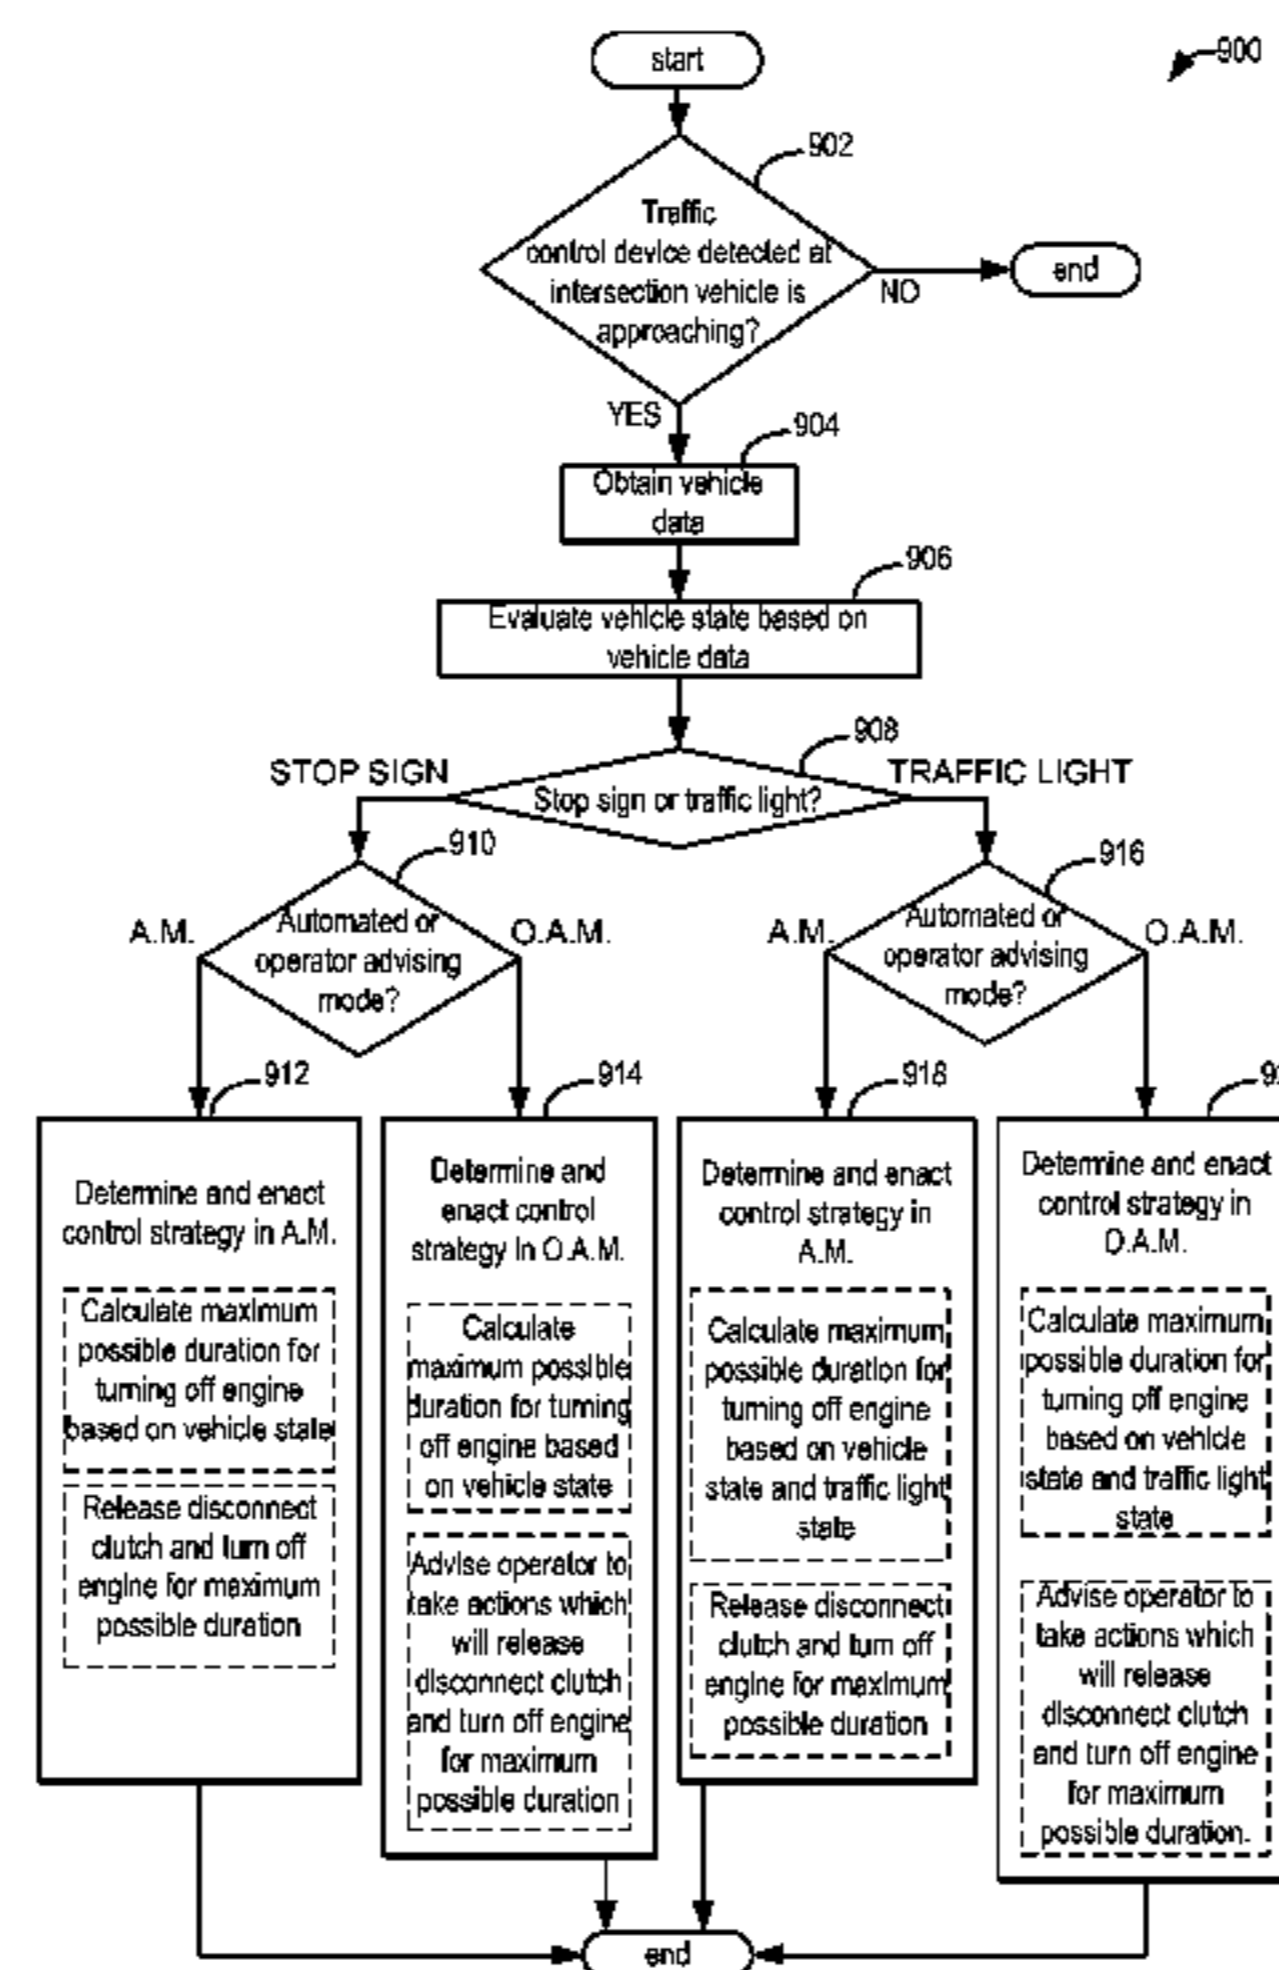 start
900
902
Traffic
control device detected at
intersection vehicle is
approaching?
NO
end
YES
904
Obtain vehicle
data
906
Evaluate vehicle state based on
vehicle data
908
STOP SIGN
Stop sign or traffic light?
TRAFFIC LIGHT
910
A.M.
Automated or
operator advising
mode?
O.A.M.
916
A.M.
Automated or
operator advising
mode?
O.A.M.
912
Determine and enact
control strategy in A.M.
Calculate maximum
possible duration for
turning off engine
based on vehicle state
Release disconnect
clutch and turn off
engine for maximum
possible duration
914
Determine and
enact control
strategy in O.A.M.
Calculate
maximum possible
duration for turning
off engine based
on vehicle state
Advise operator to
take actions which
will release
disconnect clutch
and turn off engine
for maximum
possible duration
918
Determine and enact
control strategy in
A.M.
Calculate maximum
possible duration for
turning off engine
based on vehicle
state and traffic light
state
Release disconnect
clutch and turn off
engine for maximum
possible duration
Determine and enact
control strategy in
O.A.M.
Calculate maximum
possible duration for
turning off engine
based on vehicle
state and traffic light
state
Advise operator to
take actions which
will release
disconnect clutch
and turn off engine
for maximum
possible duration.
end